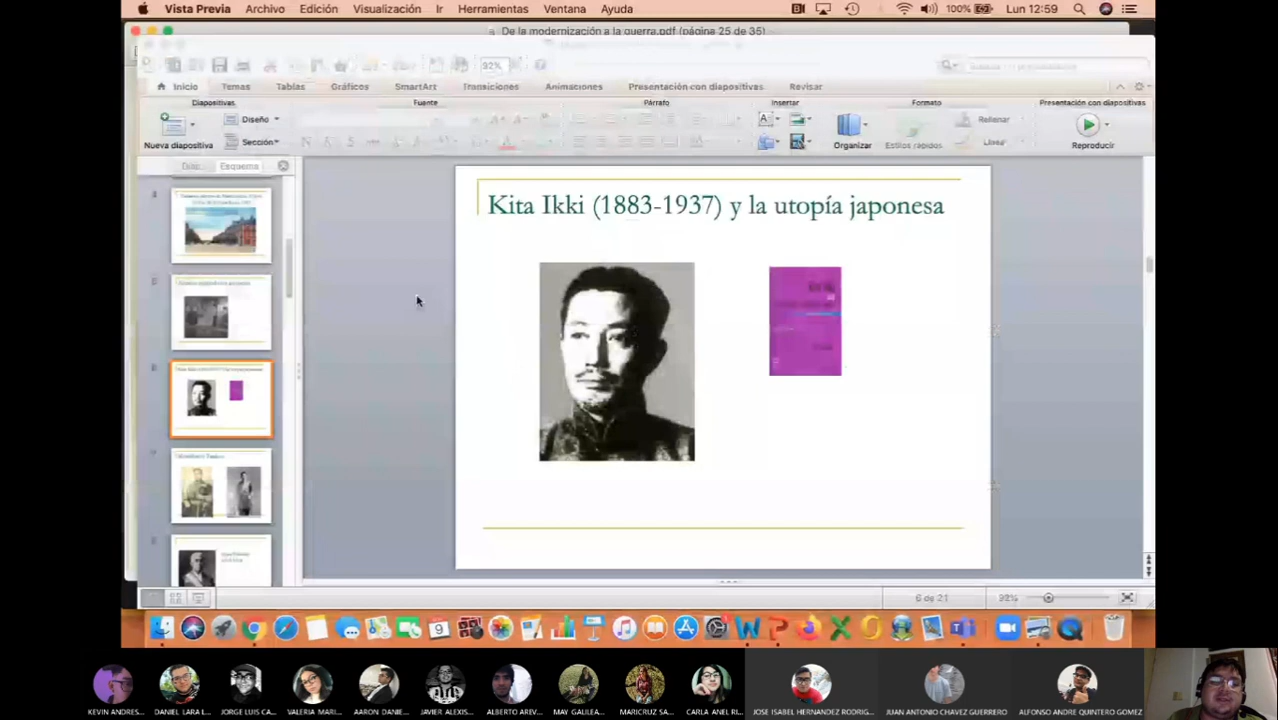 Vista Previa Archivo Edición Visualización Ir Herramientas Ventana Ayuda 100% Lun 12:59
De la modernización a la guerra.pdf (página 25 de 35)
92%
Inicio Temas Tablas Gráficos SmartArt Transiciones Animaciones Presentación con diapositivas Revisar
Diapositivas Fuente Párrafo Insertar Formato Presentación con diapositivas
Diseño Rellenar
Nueva diapositiva Sección Organizar Estilos rápidos Línea Reproducir
Esquema
Kita Ikki (1883-1937) y la utopía japonesa
6 de 21 92%
9
KEVIN ANDRES... DANIEL LARA L... JORGE LUIS CA... VALERIA MARI... AARON DANIE... JAVIER ALEXIS... ALBERTO AREV... MAY GALILEA... MARICRUZ SA... CARLA ANEL RI... JOSE ISABEL HERNANDEZ RODRIG... JUAN ANTONIO CHAVEZ GUERRERO ALFONSO ANDRE QUINTERO GOMEZ